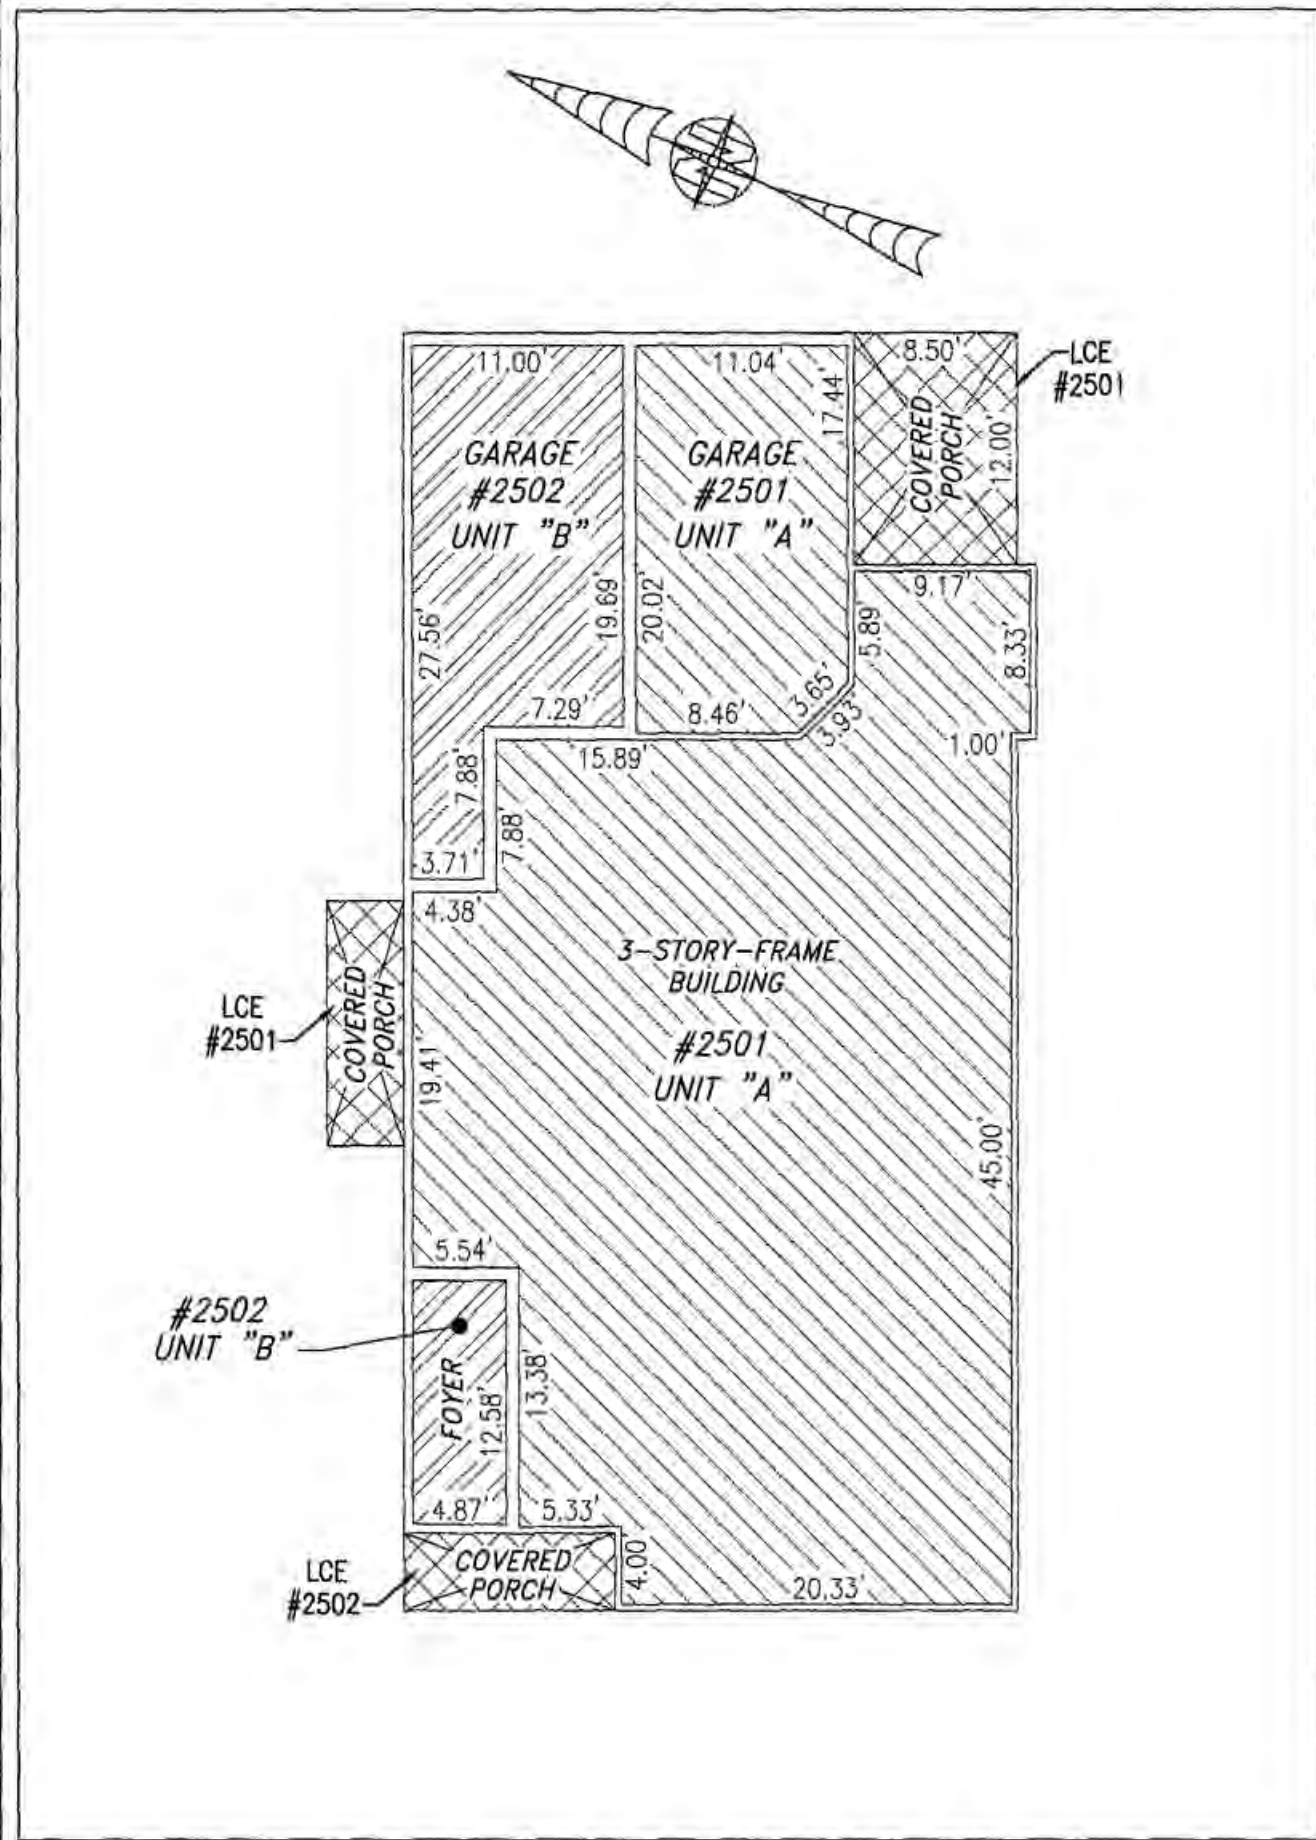 N
11.00'
11.04'
8.50'
LCE
#2501
17.44'
GARAGE
#2502
UNIT "B"
GARAGE
#2501
UNIT "A"
COVERED
PORCH
12.00'
9.17'
27.56'
19.69'
20.02'
5.89'
8.33'
7.29'
8.46'
3.65'
3.93'
1.00'
15.89'
7.88'
7.88'
3.71'
4.38'
3-STORY-FRAME
BUILDING
#2501
UNIT "A"
LCE
#2501
COVERED
PORCH
19.41'
45.00'
5.54'
#2502
UNIT "B"
FOYER
12.58'
13.38'
4.87'
5.33'
LCE
#2502
COVERED
PORCH
4.00
20.33'